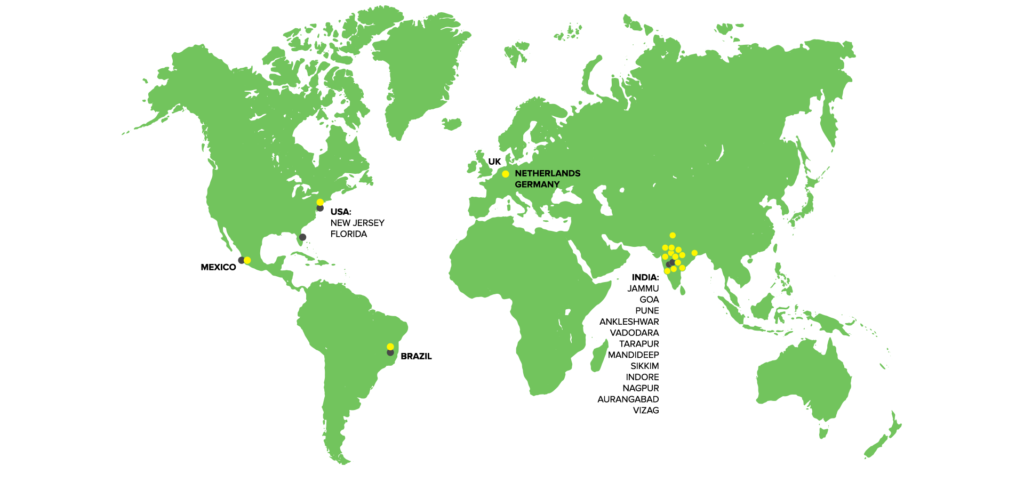 UK
NETHERLANDS
GERMANY
USA:
NEW JERSEY
FLORIDA
MEXICO
INDIA:
JAMMU
GOA
PUNE
ANKLESHWAR
VADODARA
TARAPUR
MANDIDEEP
SIKKIM
INDORE
NAGPUR
AURANGABAD
VIZAG
BRAZIL